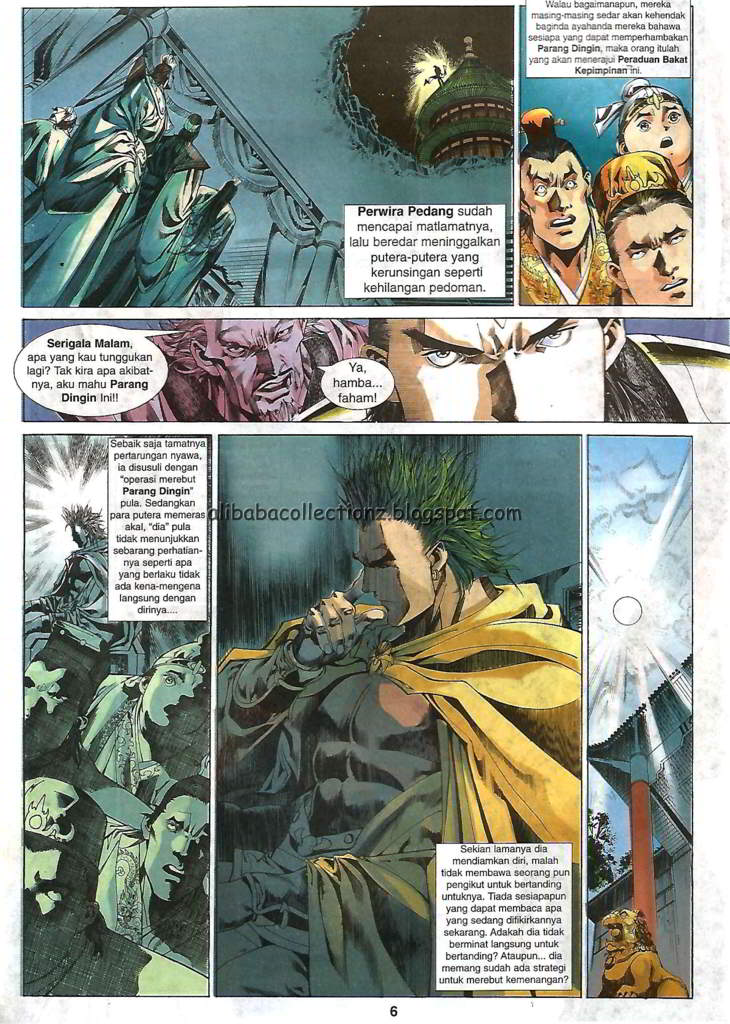 Perwira Pedang sudah
mencapai matlamatnya,
lalu beredar meninggalkan
putera-putera yang
kerunsingan seperti
kehilangan pedoman.
Walau bagaimanapun, mereka
masing-masing sedar akan kehendak
baginda ayahanda mereka bahawa
sesiapa yang dapat memperhambakan
Parang Dingin, maka orang itulah
yang akan menerajui Peraduan Bakat
Kepimpinan ini.
Serigala Malam,
apa yang kau tunggukan
lagi? Tak kira apa akibat-
nya, aku mahu Parang
Dingin Ini!!
Ya,
hamba...
faham!
Sebaik saja tamatnya
pertarungan nyawa,
ia disusuli dengan
"operasi merebut
Parang Dingin"
pula. Sedangkan
para putera memeras
akal, "dia" pula
tidak menunjukkan
sebarang perhatian-
nya seperti apa
yang berlaku tidak
ada kena-mengena
langsung dengan
dirinya....
alibabacollectionz.blogspot.com
Sekian lamanya dia
mendiamkan diri, malah
tidak membawa seorang pun
pengikut untuk bertanding
untuknya. Tiada sesiapapun
yang dapat membaca apa
yang sedang difikirkannya
sekarang. Adakah dia tidak
berminat langsung untuk
bertanding? Ataupun... dia
memang sudah ada strategi
untuk merebut kemenangan?
6